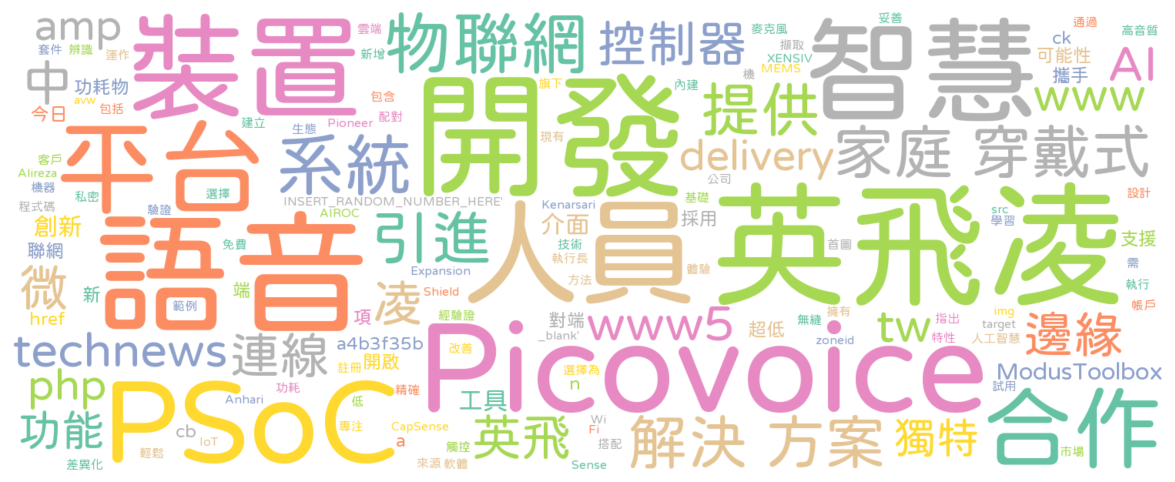 amp 裝置 物聯網 控制器 智慧 AI
套件 辨識 運作 雲端 新增 麥克風 擷取 妥善 通過 高音質
中 功耗物 XENSIV ck 可能性
avw 包括 包含 旗下 MEMS 機 攜手 www
今日 開發 內建 提供
平台 建立 生態 Pioneer 配對 現有 家庭 穿戴式
客戶 Alireza 系統 delivery
機器 私密 選擇 公司
程式碼 INSERT_RANDOM_NUMBER_HERE' 基礎
創新 驗證 AIROC 引進 Kenarsari 介面 採用 英飛凌 src 學習 設計
聯網 語音 免費 人員 技術 首圖 支援
執行長 需
微 新 端 Expansion 方法 體驗 執行
href 範例 項 凌 Shield 帳戶
經驗證 對端 www5 超低 無縫 擁有 tw 指出 img 邊緣
technews 連線 a4b3f35b _blank' zoneid 特性 target
註冊 開啟 改善 Picovoice 人工智慧
php 功耗 選擇為 ModusToolbox
PSoC Anhari 精確 n 試用
低 工具 合作
功能 cb 專注 CapSense 英飛 Wi 解決 方案 獨特
IoT a 觸控 Fi
輕鬆 搭配 市場
差異化 來源 軟體 Sense